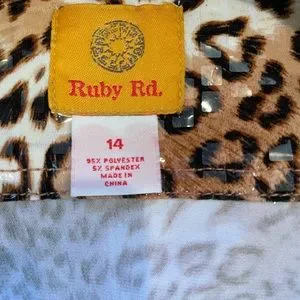 Ruby Rd.
14
95% POLYESTER
5% SPANDEX
MADE IN
CHINA